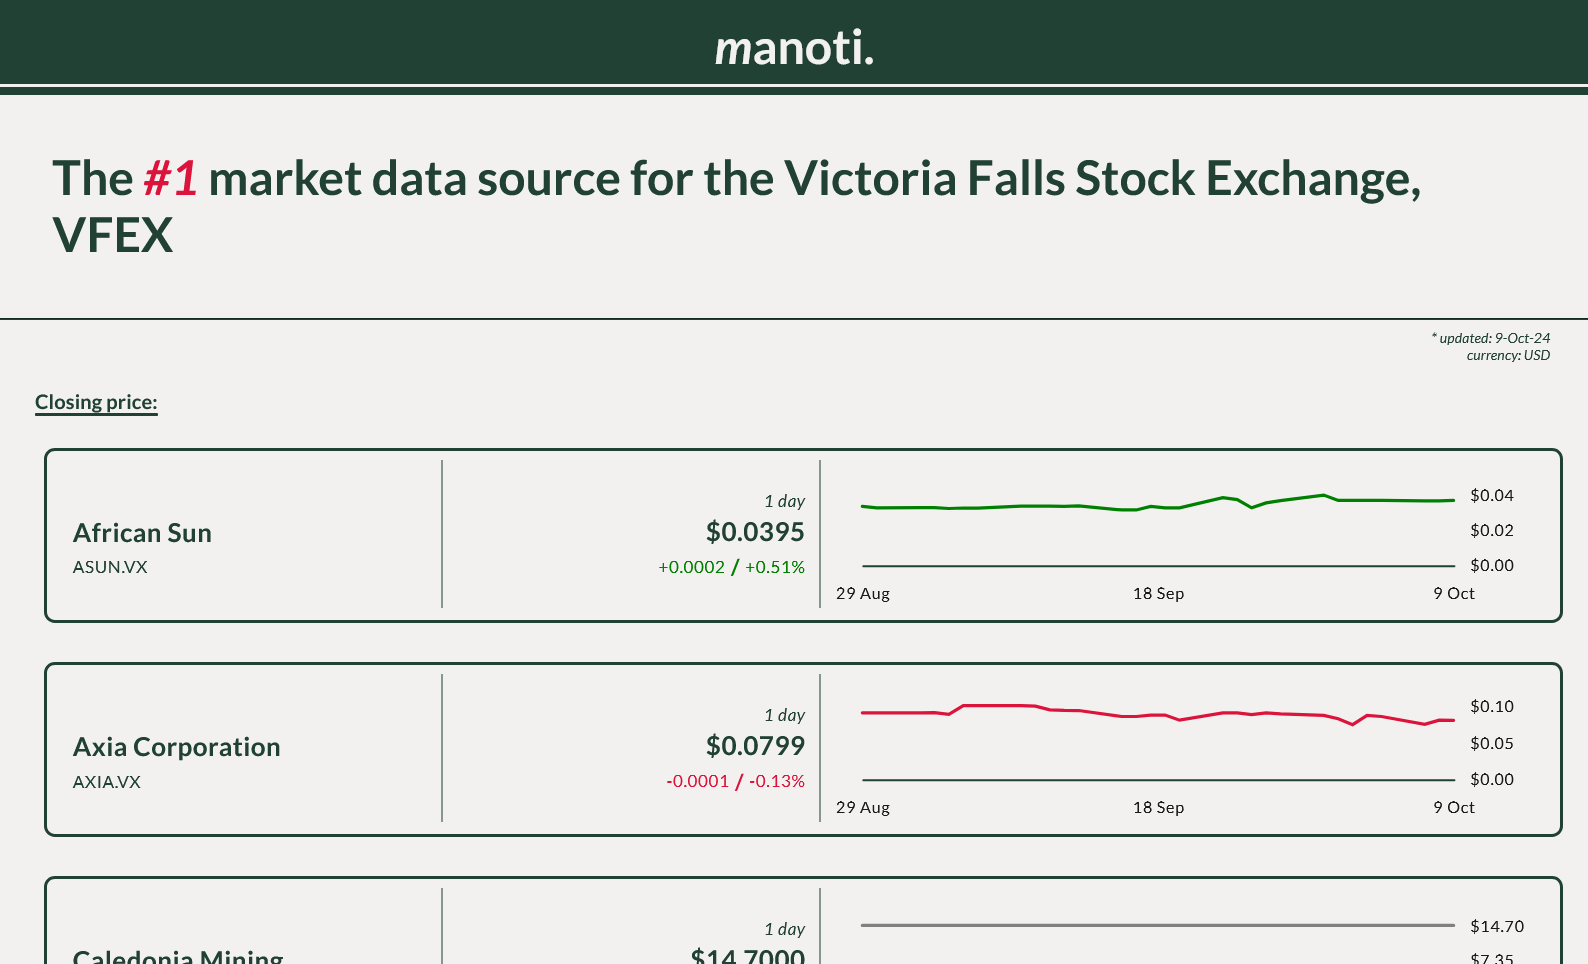 manoti.
The #1 market data source for the Victoria Falls Stock Exchange,
VFEX
* updated: 9-Oct-24
currency: USD
Closing price:
African Sun
ASUN.VX
1 day
$0.0395
+0.0002 / +0.51%
$0.04
$0.02
$0.00
29 Aug
18 Sep
9 Oct
Axia Corporation
AXIA.VX
1 day
$0.0799
-0.0001 / -0.13%
$0.10
$0.05
$0.00
29 Aug
18 Sep
9 Oct
Caledonia Mining
1 day
$14.7000
$14.70
$7.35